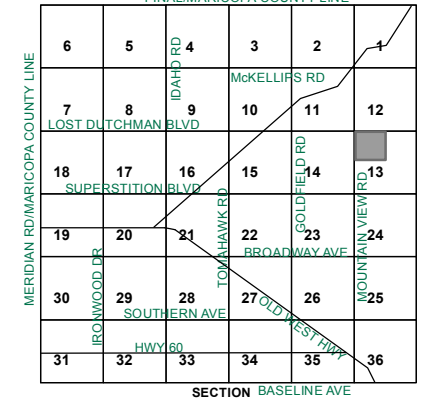 PINAL/MARICOPA COUNTY LINE
6 5 4 3 2 1
IDAHO RD
McKELLIPS RD
MERIDIAN RD/MARICOPA COUNTY LINE
7 8 9 10 11 12
LOST DUTCHMAN BLVD
GOLDFIELD RD
18 17 16 15 14 13
SUPERSTITION BLVD
TOMAHAWK RD
MOUNTAIN VIEW RD
19 20 21 22 23 24
BROADWAY AVE
IRONWOOD DR
30 29 28 27 26 25
OLD WEST HWY
SOUTHERN AVE
HWY 60
31 32 33 34 35 36
SECTION BASELINE AVE